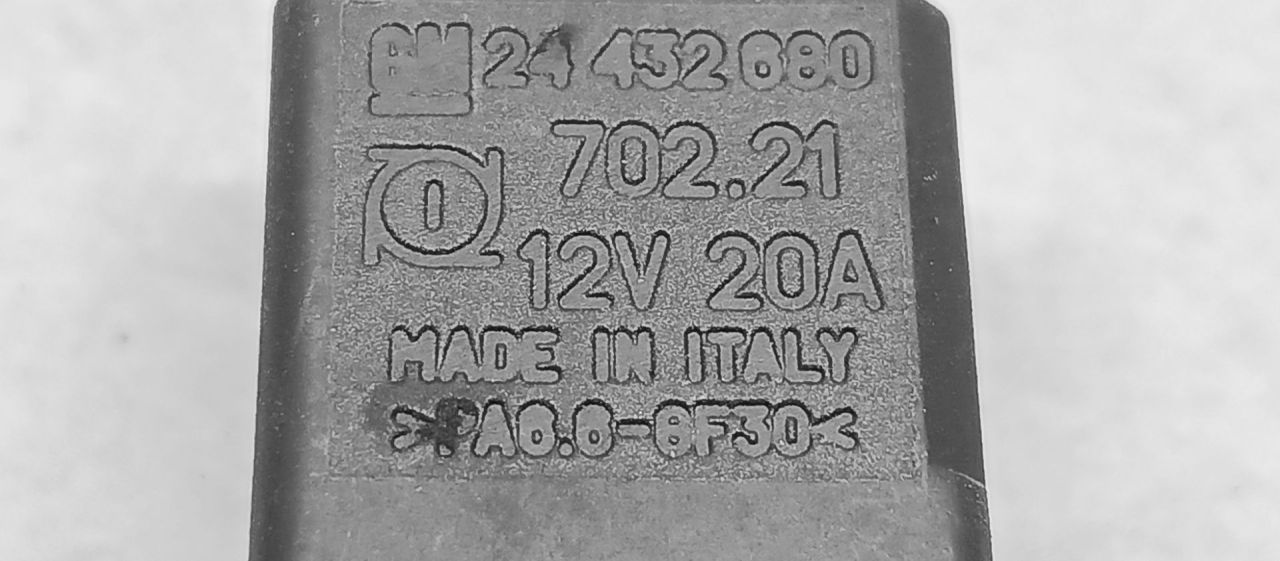 GM 24 432 680
702.21
12V 20A
MADE IN ITALY
>PA6.6-GF30<